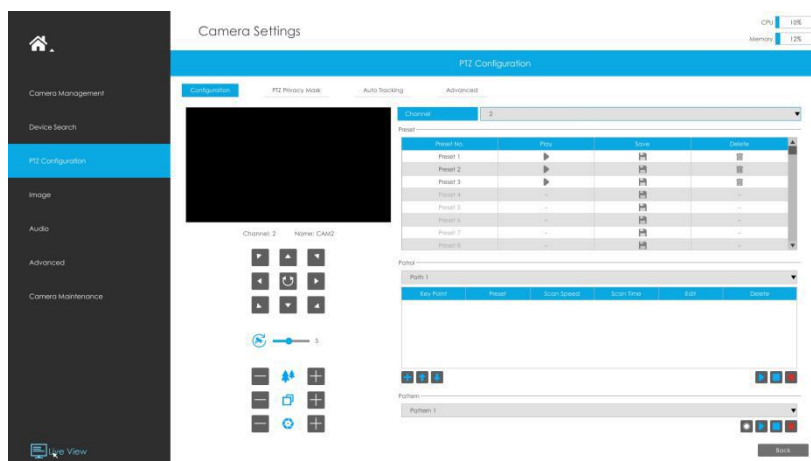 Camera Settings
CPU 10%
Memory 12%
PTZ Configuration
Camera Management
Device Search
PTZ Configuration
Image
Audio
Advanced
Camera Maintenance
Live View
Configuration PTZ Privacy Mask Auto Tracking Advanced
Channel: 2 Name: CAM2
5
Channel 2
Preset
Preset No. Play Save Delete
Preset 1
Preset 2
Preset 3
Preset 4 - -
Preset 5 - -
Preset 6 - -
Preset 7 - -
Preset 8 - -
Patrol
Path 1
Key Point Preset Scan Speed Scan Time Edit Delete
Pattern
Pattern 1
Back